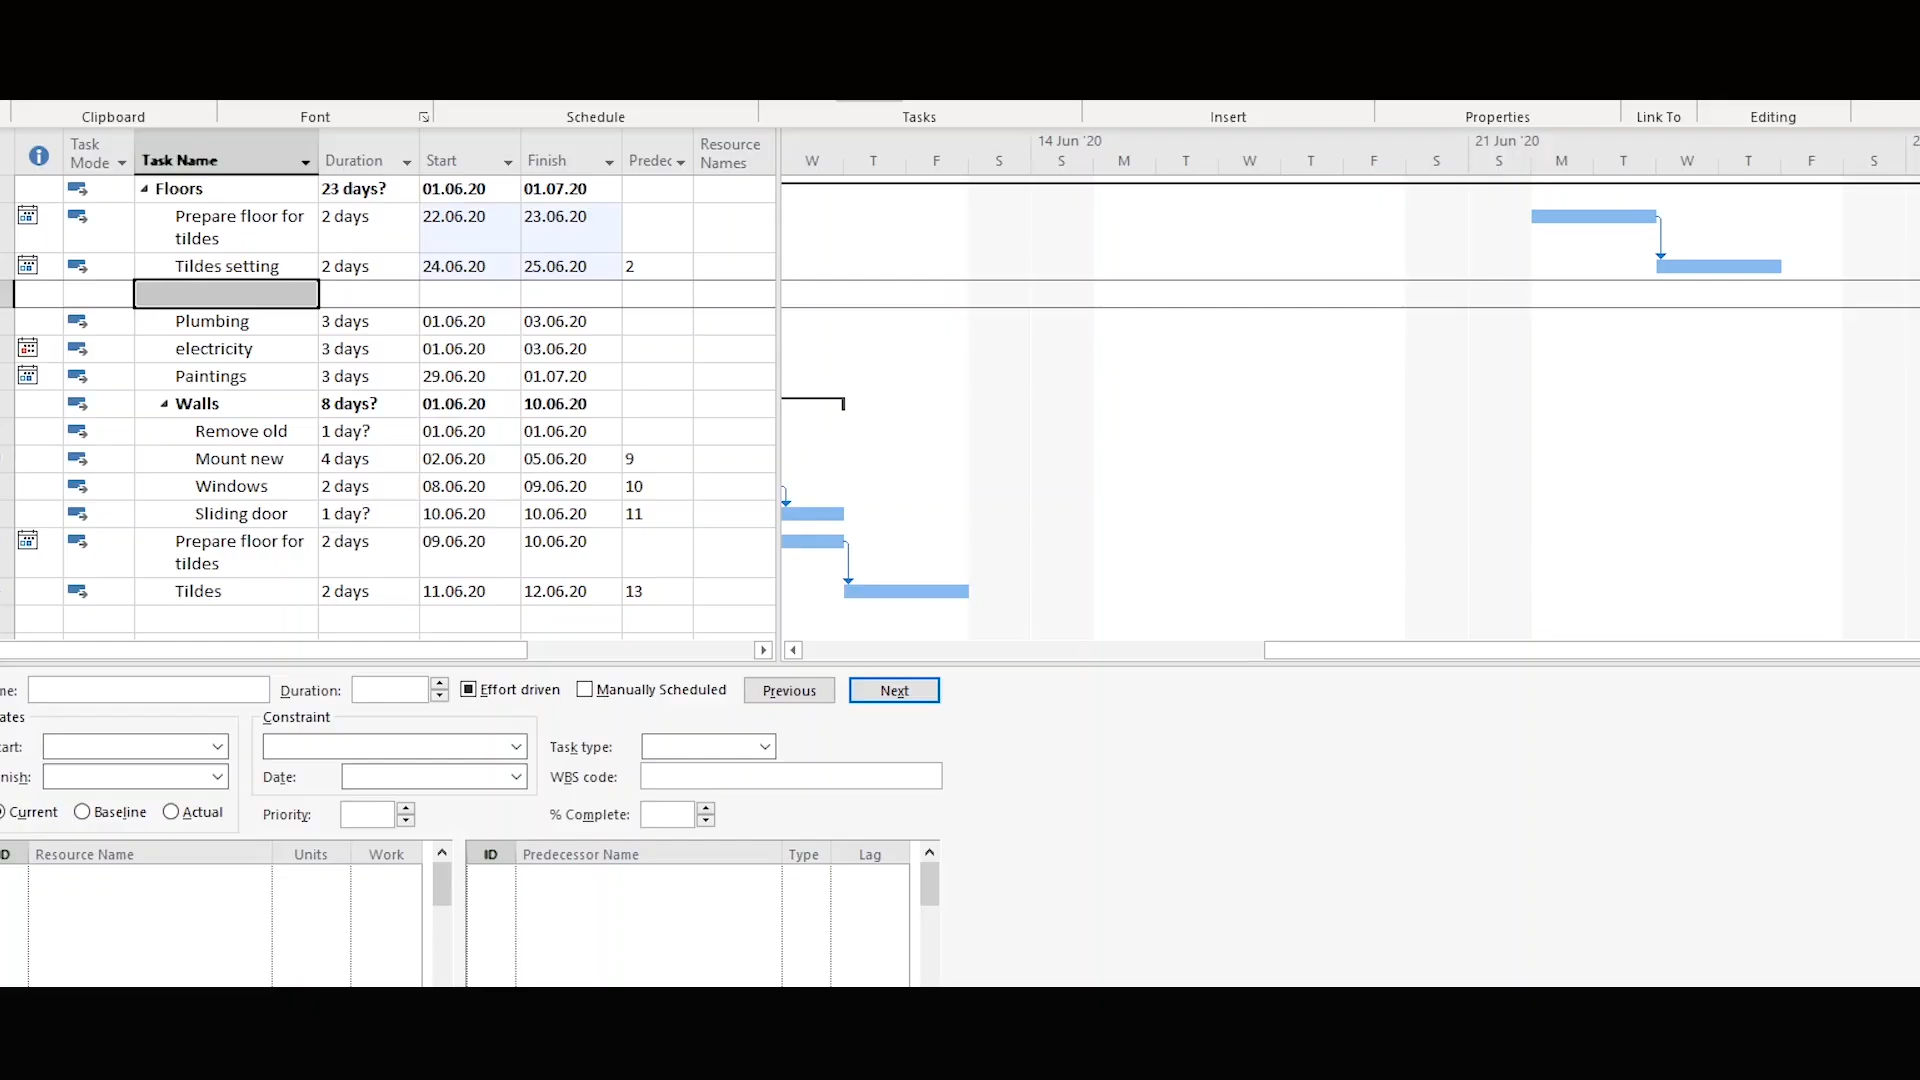 Clipboard Font Schedule Tasks Insert Properties Link To Editing
Task Mode Task Name Duration Start Finish Predec Resource Names
14 Jun '20 21 Jun '20 2
W T F S S M T W T F S S M T W T F S
Floors 23 days? 01.06.20 01.07.20
Prepare floor for 2 days 22.06.20 23.06.20
tildes
Tildes setting 2 days 24.06.20 25.06.20 2
Plumbing 3 days 01.06.20 03.06.20
electricity 3 days 01.06.20 03.06.20
Paintings 3 days 29.06.20 01.07.20
Walls 8 days? 01.06.20 10.06.20
Remove old 1 day? 01.06.20 01.06.20
Mount new 4 days 02.06.20 05.06.20 9
Windows 2 days 08.06.20 09.06.20 10
Sliding door 1 day? 10.06.20 10.06.20 11
Prepare floor for 2 days 09.06.20 10.06.20
tildes
Tildes 2 days 11.06.20 12.06.20 13
me: Duration: Effort driven Manually Scheduled Previous Next
ates Constraint
tart: Task type:
nish: Date: WBS code:
Current Baseline Actual Priority: % Complete:
ID Resource Name Units Work ID Predecessor Name Type Lag